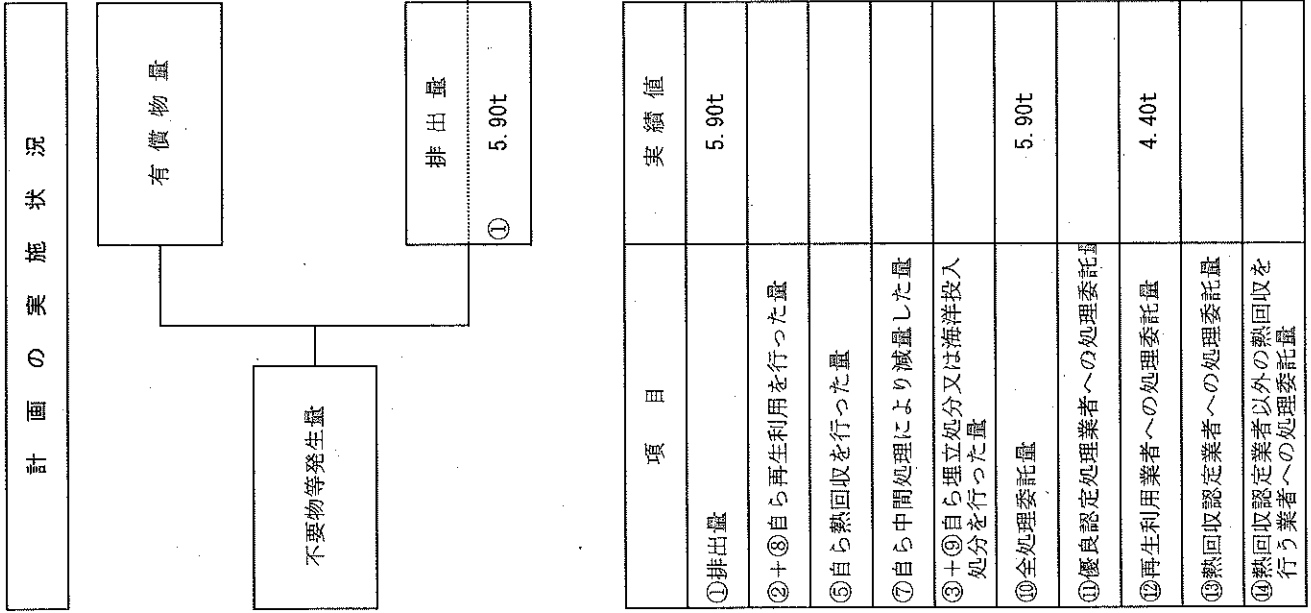 計画の実施状況
不要物等発生量
有償物量
排出量
① 5.90t
項目 実績値
①排出量 5.90t
②+⑧自ら再生利用を行った量
⑤自ら熱回収を行った量
⑦自ら中間処理により減量した量
③+⑨自ら埋立処分又は海洋投入
処分を行った量
⑩全処理委託量 5.90t
⑪優良認定処理業者への処理委託量
⑫再生利用業者への処理委託量 4.40t
⑬熱回収認定業者への処理委託量
⑭熱回収認定業者以外の熱回収を
行う業者への処理委託量